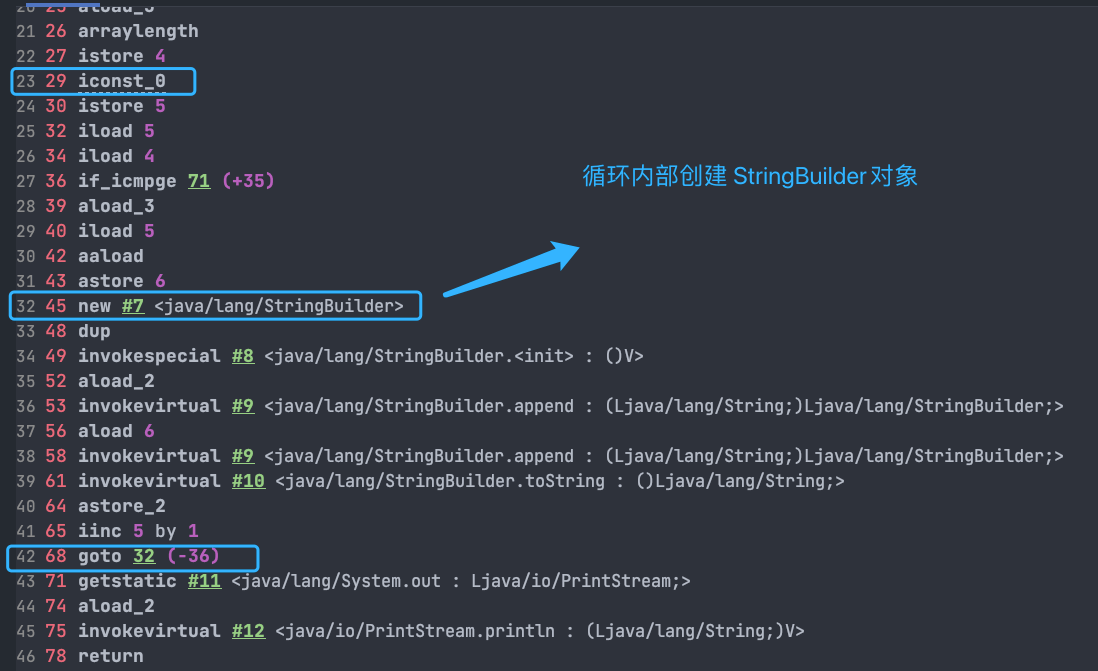 20 23 aload_3
21 26 arraylength
22 27 istore 4
23 29 iconst_0
24 30 istore 5
25 32 iload 5
26 34 iload 4
27 36 if_icmpge 71 (+35)
循环内部创建 StringBuilder对象
28 39 aload_3
29 40 iload 5
30 42 aaload
31 43 astore 6
32 45 new #7 <java/lang/StringBuilder>
33 48 dup
34 49 invokespecial #8 <java/lang/StringBuilder.<init> : ()V>
35 52 aload_2
36 53 invokevirtual #9 <java/lang/StringBuilder.append : (Ljava/lang/String;)Ljava/lang/StringBuilder;>
37 56 aload 6
38 58 invokevirtual #9 <java/lang/StringBuilder.append : (Ljava/lang/String;)Ljava/lang/StringBuilder;>
39 61 invokevirtual #10 <java/lang/StringBuilder.toString : ()Ljava/lang/String;>
40 64 astore_2
41 65 iinc 5 by 1
42 68 goto 32 (-36)
43 71 getstatic #11 <java/lang/System.out : Ljava/io/PrintStream;>
44 74 aload_2
45 75 invokevirtual #12 <java/io/PrintStream.println : (Ljava/lang/String;)V>
46 78 return